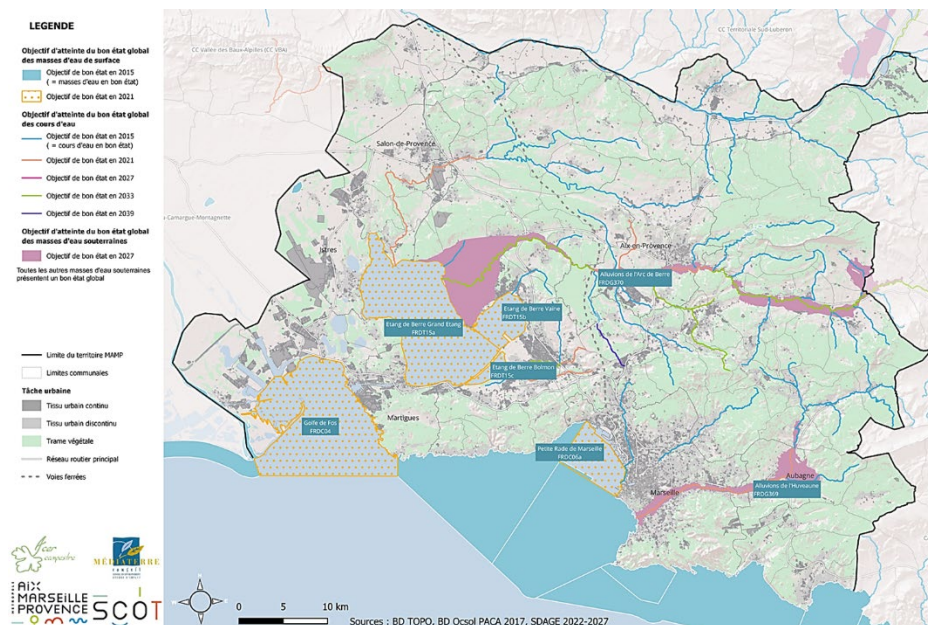 LEGENDE
Objectif d'atteinte du bon état global
des masses d'eau de surface
Objectif de bon état en 2015
( = masses d'eau en bon état)
Objectif de bon état en 2021
Objectif d'atteinte du bon état global
des cours d'eau
Objectif de bon état en 2015
(= cours d'eau en bon état)
Objectif de bon état en 2021
Objectif de bon état en 2027
Objectif de bon état en 2033
Objectif de bon état en 2039
Objectif d'atteinte du bon état global
des masses d'eau souterraines
Objectif de bon état en 2027
Toutes les autres masses d'eau souterraines
présentent un bon état global
Limite du territoire MAMP
Limites communales
Tâche urbaine
Tissu urbain continu
Tissu urbain discontinu
Trame végétale
Réseau routier principal
Voies ferrées
MÉDIATERRE
AIX
MARSEILLE
PROVENCE
SCOT
CC Vallée des Baux-Alpilles (CC VBA)
CC Territoriale Sud-Luberon
Salon-de-Provence
Camargue Montagnette
Istres
Aix-en-Provence
Alluvions de l'Arc de Berre
FRDG370
Etang de Berre Vaïne
FRDT15b
Etang de Berre Grand Etang
FRDT15a
Etang de Berre Bolmon
FRDT15c
Martigues
Golfe de Fos
FRDC04
Petite Rade de Marseille
FRDC06a
Marseille
Aubagne
Alluvions de l'Huveaune
FRDG369
0 5 10 km
Sources : BD TOPO, BD Ocsol PACA 2017, SDAGE 2022-2027